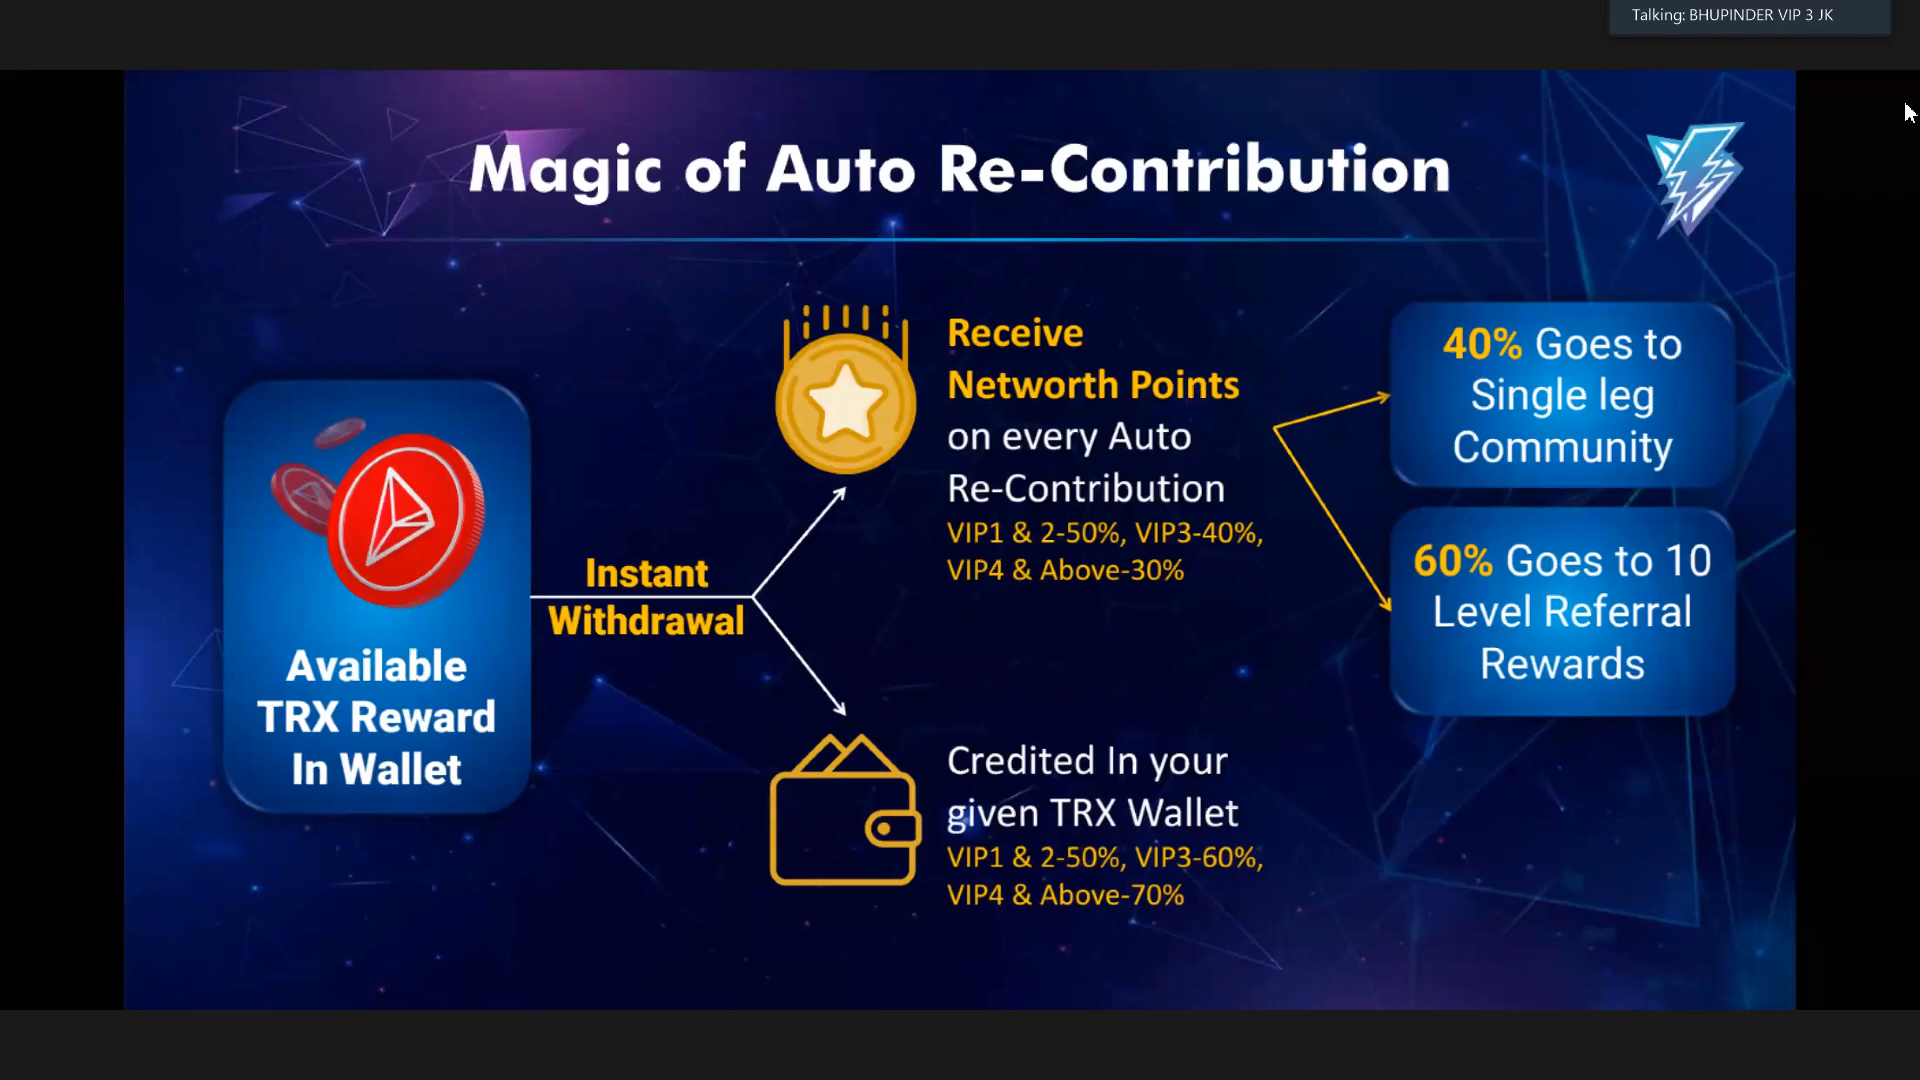 Talking: BHUPINDER VIP 3 JK
Magic of Auto Re-Contribution
Available
TRX Reward
In Wallet
Instant
Withdrawal
Receive
Networth Points
on every Auto
Re-Contribution
VIP1 & 2-50%, VIP3-40%,
VIP4 & Above-30%
Credited In your
given TRX Wallet
VIP1 & 2-50%, VIP3-60%,
VIP4 & Above-70%
40% Goes to
Single leg
Community
60% Goes to 10
Level Referral
Rewards